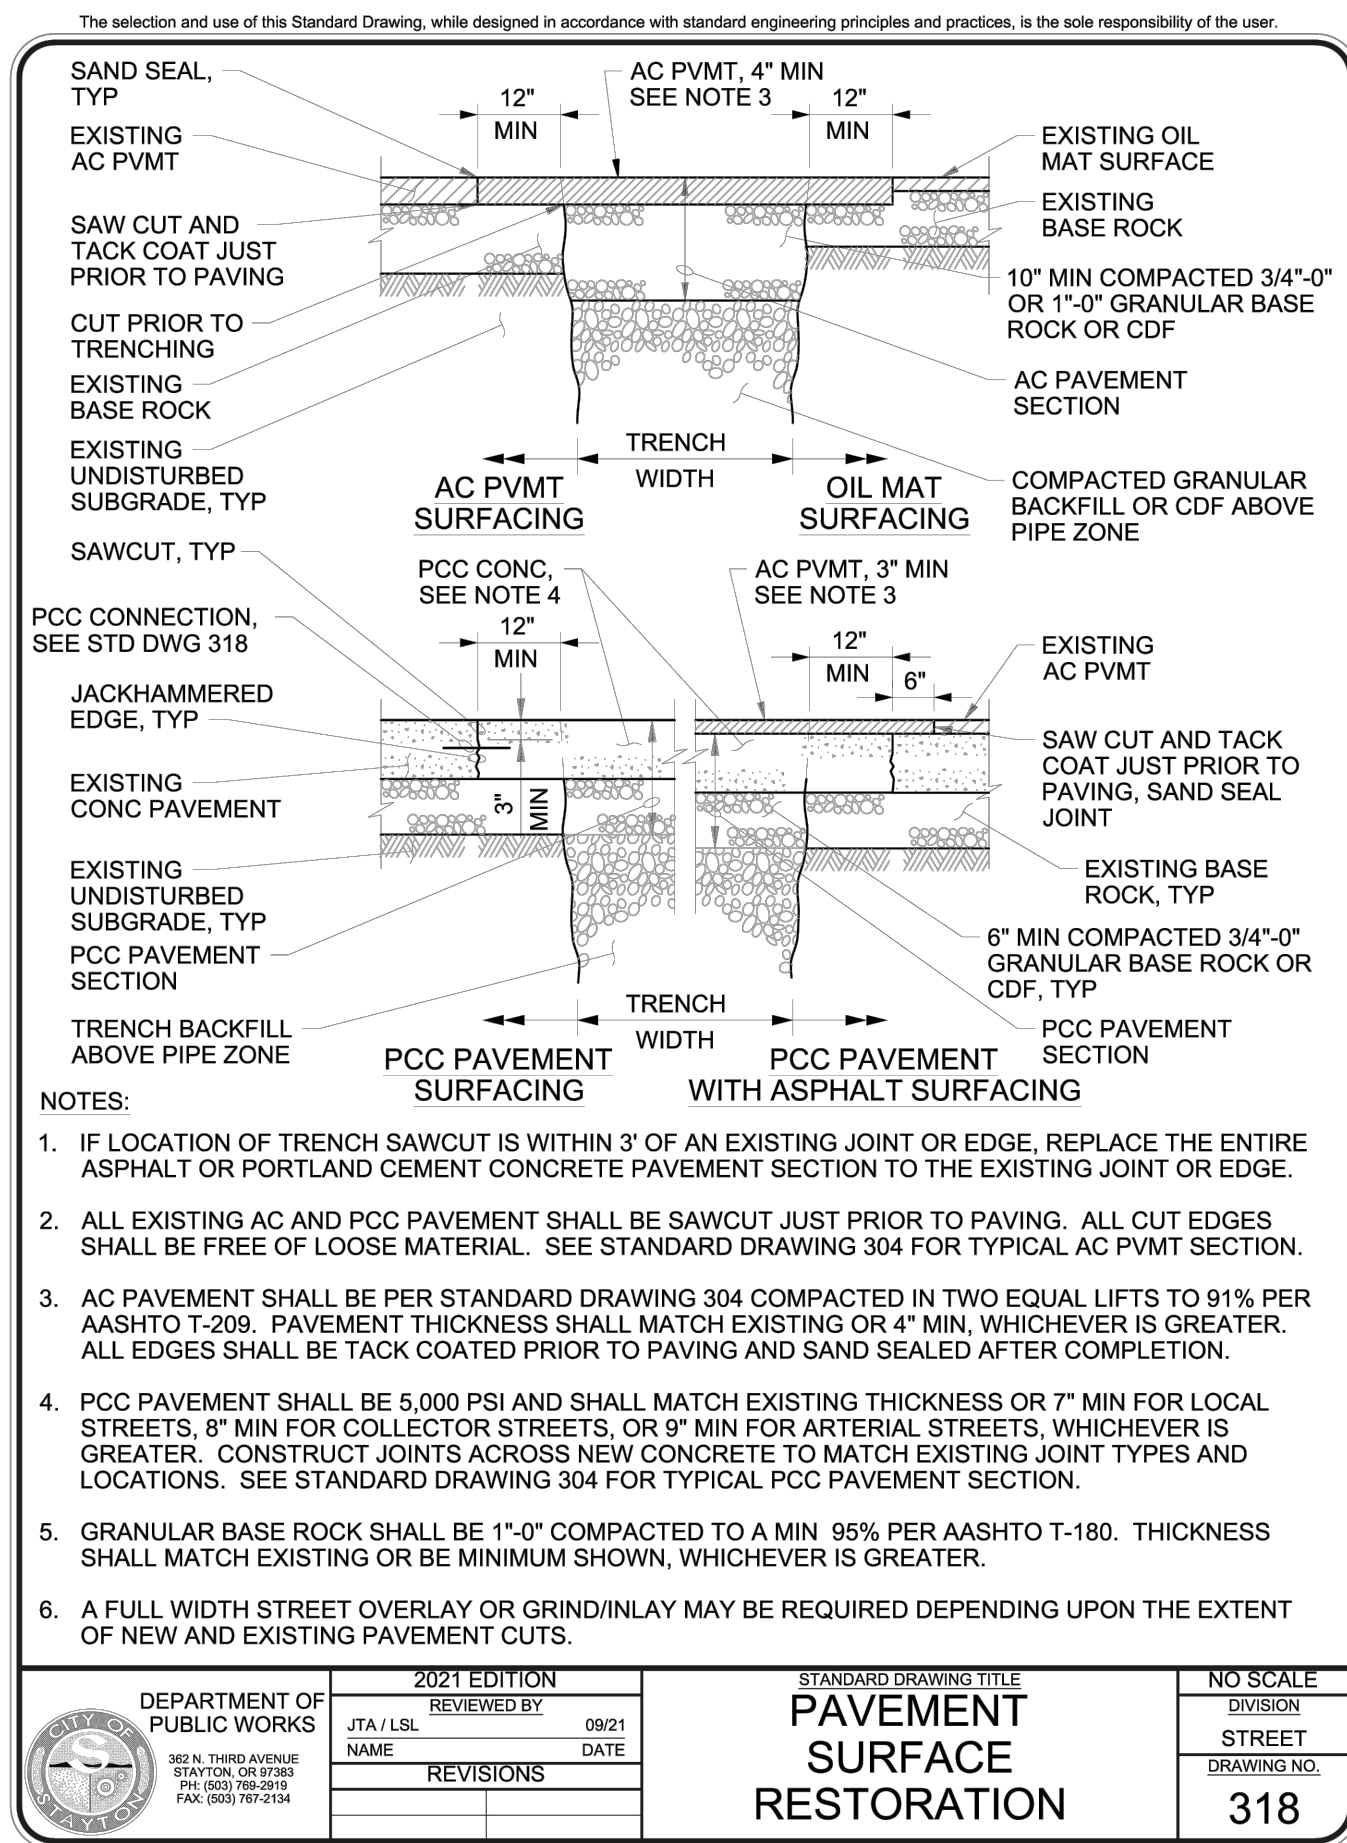 The selection and use of this Standard Drawing, while designed in accordance with standard engineering principles and practices, is the sole responsibility of the user.
SAND SEAL,
TYP
EXISTING
AC PVMT
SAW CUT AND
TACK COAT JUST
PRIOR TO PAVING
CUT PRIOR TO
TRENCHING
EXISTING
BASE ROCK
EXISTING
UNDISTURBED
SUBGRADE, TYP
12"
MIN
AC PVMT, 4" MIN
SEE NOTE 3
12"
MIN
EXISTING OIL
MAT SURFACE
EXISTING
BASE ROCK
10" MIN COMPACTED 3/4"-0"
OR 1"-0" GRANULAR BASE
ROCK OR CDF
AC PAVEMENT
SECTION
COMPACTED GRANULAR
BACKFILL OR CDF ABOVE
PIPE ZONE
TRENCH
WIDTH
AC PVMT
SURFACING
OIL MAT
SURFACING
SAWCUT, TYP
PCC CONNECTION,
SEE STD DWG 318
JACKHAMMERED
EDGE, TYP
EXISTING
CONC PAVEMENT
EXISTING
UNDISTURBED
SUBGRADE, TYP
PCC PAVEMENT
SECTION
TRENCH BACKFILL
ABOVE PIPE ZONE
PCC CONC,
SEE NOTE 4
12"
MIN
3"
MIN
AC PVMT, 3" MIN
SEE NOTE 3
12"
MIN
6"
EXISTING
AC PVMT
SAW CUT AND TACK
COAT JUST PRIOR TO
PAVING, SAND SEAL
JOINT
EXISTING BASE
ROCK, TYP
6" MIN COMPACTED 3/4"-0"
GRANULAR BASE ROCK OR
CDF, TYP
PCC PAVEMENT
SECTION
TRENCH
WIDTH
PCC PAVEMENT
SURFACING
PCC PAVEMENT
WITH ASPHALT SURFACING
NOTES:
1. IF LOCATION OF TRENCH SAWCUT IS WITHIN 3' OF AN EXISTING JOINT OR EDGE, REPLACE THE ENTIRE
ASPHALT OR PORTLAND CEMENT CONCRETE PAVEMENT SECTION TO THE EXISTING JOINT OR EDGE.
2. ALL EXISTING AC AND PCC PAVEMENT SHALL BE SAWCUT JUST PRIOR TO PAVING. ALL CUT EDGES
SHALL BE FREE OF LOOSE MATERIAL. SEE STANDARD DRAWING 304 FOR TYPICAL AC PVMT SECTION.
3. AC PAVEMENT SHALL BE PER STANDARD DRAWING 304 COMPACTED IN TWO EQUAL LIFTS TO 91% PER
AASHTO T-209. PAVEMENT THICKNESS SHALL MATCH EXISTING OR 4" MIN, WHICHEVER IS GREATER.
ALL EDGES SHALL BE TACK COATED PRIOR TO PAVING AND SAND SEALED AFTER COMPLETION.
4. PCC PAVEMENT SHALL BE 5,000 PSI AND SHALL MATCH EXISTING THICKNESS OR 7" MIN FOR LOCAL
STREETS, 8" MIN FOR COLLECTOR STREETS, OR 9" MIN FOR ARTERIAL STREETS, WHICHEVER IS
GREATER. CONSTRUCT JOINTS ACROSS NEW CONCRETE TO MATCH EXISTING JOINT TYPES AND
LOCATIONS. SEE STANDARD DRAWING 304 FOR TYPICAL PCC PAVEMENT SECTION.
5. GRANULAR BASE ROCK SHALL BE 1"-0" COMPACTED TO A MIN 95% PER AASHTO T-180. THICKNESS
SHALL MATCH EXISTING OR BE MINIMUM SHOWN, WHICHEVER IS GREATER.
6. A FULL WIDTH STREET OVERLAY OR GRIND/INLAY MAY BE REQUIRED DEPENDING UPON THE EXTENT
OF NEW AND EXISTING PAVEMENT CUTS.
CITY OF
S
STAYTON
DEPARTMENT OF
PUBLIC WORKS
362 N. THIRD AVENUE
STAYTON, OR 97383
PH: (503) 769-2919
FAX: (503) 767-2134
2021 EDITION
REVIEWED BY
JTA / LSL 09/21
NAME DATE
REVISIONS
STANDARD DRAWING TITLE
PAVEMENT
SURFACE
RESTORATION
NO SCALE
DIVISION
STREET
DRAWING NO.
318